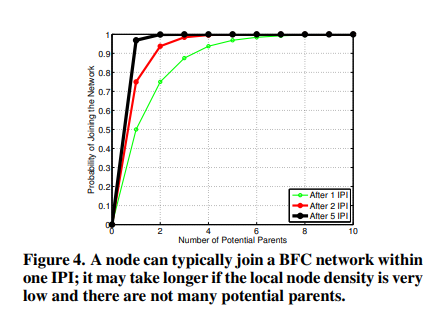 1
0.9
0.8
0.7
0.6
0.5
0.4
0.3
0.2
0.1
0
Probability of Joining the Network
0 2 4 6 8 10
Number of Potential Parents
After 1 IPI
After 2 IPI
After 5 IPI
Figure 4. A node can typically join a BFC network within
one IPI; it may take longer if the local node density is very
low and there are not many potential parents.